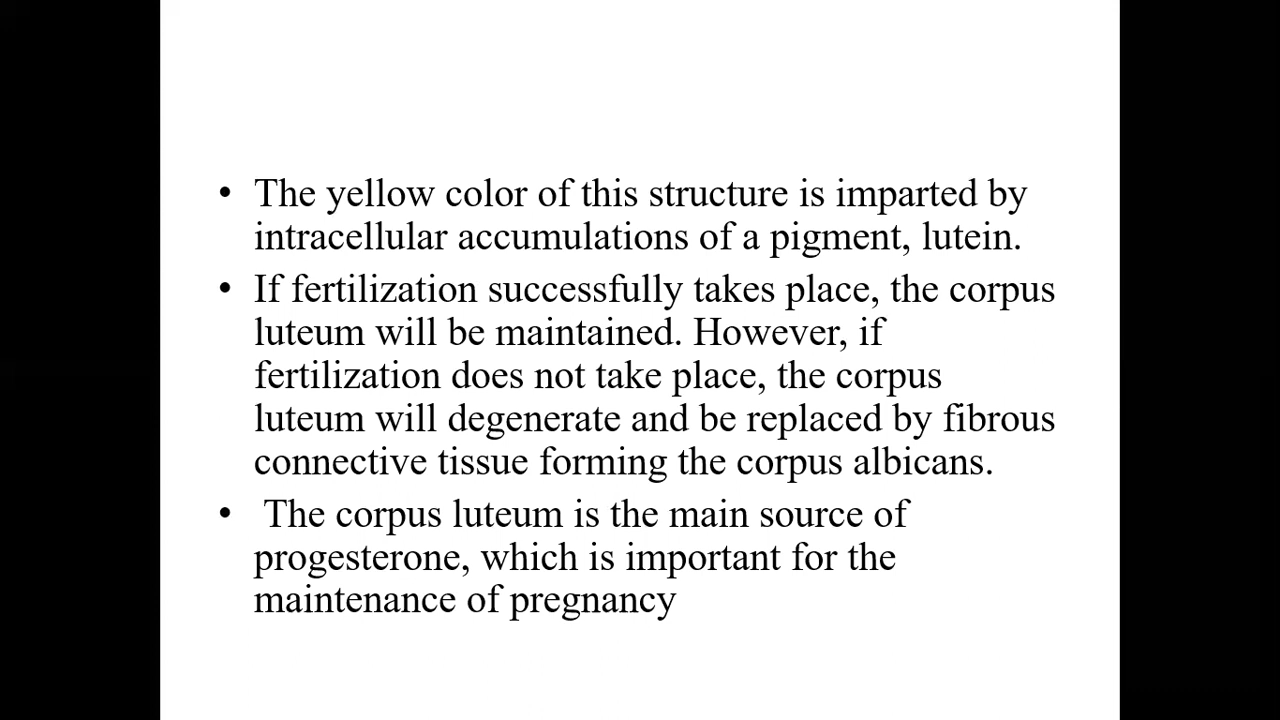 • The yellow color of this structure is imparted by
intracellular accumulations of a pigment, lutein.
• If fertilization successfully takes place, the corpus
luteum will be maintained. However, if
fertilization does not take place, the corpus
luteum will degenerate and be replaced by fibrous
connective tissue forming the corpus albicans.
• The corpus luteum is the main source of
progesterone, which is important for the
maintenance of pregnancy